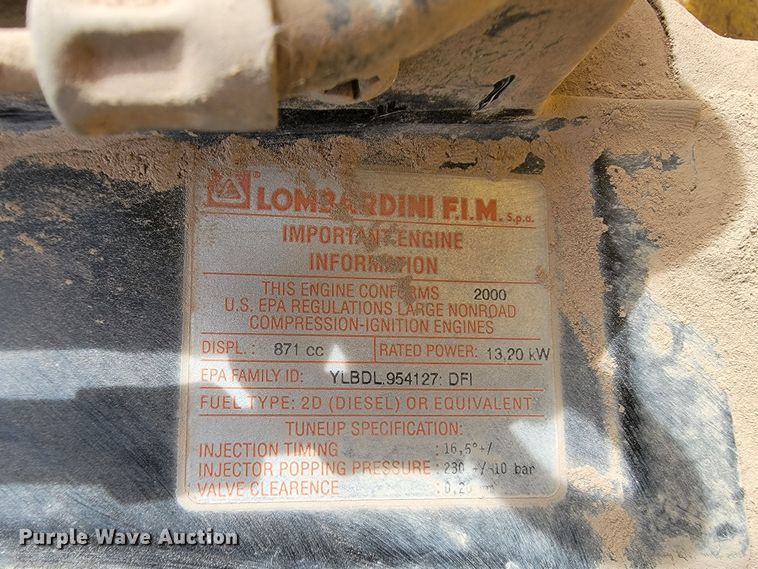 ® LOMBARDINI F.I.M. S.p.a.
IMPORTANT ENGINE
INFORMATION
THIS ENGINE CONFORMS 2000
U.S. EPA REGULATIONS LARGE NONROAD
COMPRESSION-IGNITION ENGINES
DISPL.: 871 cc RATED POWER: 13,20 kW
EPA FAMILY ID: YLBDL.954127: DFI
FUEL TYPE: 2D (DIESEL) OR EQUIVALENT
TUNEUP SPECIFICATION:
INJECTION TIMING : 16,5°+/
INJECTOR POPPING PRESSURE : 230 +/-10 bar
VALVE CLEARENCE :
Purple Wave Auction